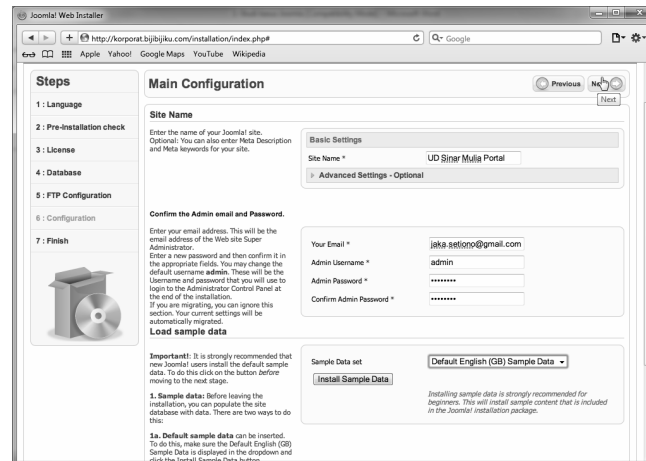 Joomla! Web Installer
http://korporat.bijibijiku.com/installation/index.php#
Google
Apple Yahoo! Google Maps YouTube Wikipedia
Steps
1 : Language
2 : Pre-Installation check
3 : License
4 : Database
5 : FTP Configuration
6 : Configuration
7 : Finish
Main Configuration
Previous
Next
Site Name
Enter the name of your Joomla! site.
Optional: You can also enter Meta Description
and Meta keywords for your site.
Basic Settings
Site Name * UD Sinar Mulia Portal
Advanced Settings - Optional
Confirm the Admin email and Password.
Enter your email address. This will be the
email address of the Web site Super
Administrator.
Enter a new password and then confirm it in
the appropriate fields. You may change the
default username admin. These will be the
Username and password that you will use to
login to the Administrator Control Panel at
the end of the installation.
If you are migrating, you can ignore this
section. Your current settings will be
automatically migrated.
Your Email * jaka.setiono@gmail.com
Admin Username * admin
Admin Password * ••••••••
Confirm Admin Password * ••••••••
Load sample data
Important!: It is strongly recommended that
new Joomla! users install the default sample
data. To do this click on the button before
moving to the next stage.
1. Sample data: Before leaving the
installation, you can populate the site
database with data. There are two ways to do
this:
1a. Default sample data can be inserted.
To do this, make sure the Default English (GB)
Sample Data is displayed in the dropdown and
click the Install Sample Data button.
Sample Data set Default English (GB) Sample Data
Install Sample Data
Installing sample data is strongly recommended for
beginners. This will install sample content that is included
in the Joomla! installation package.